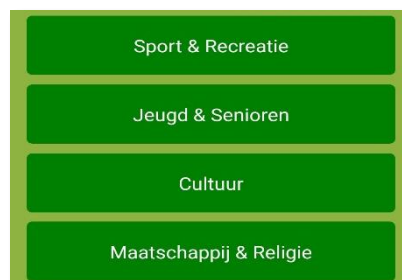 Sport & Recreatie
Jeugd & Senioren
Cultuur
Maatschappij & Religie